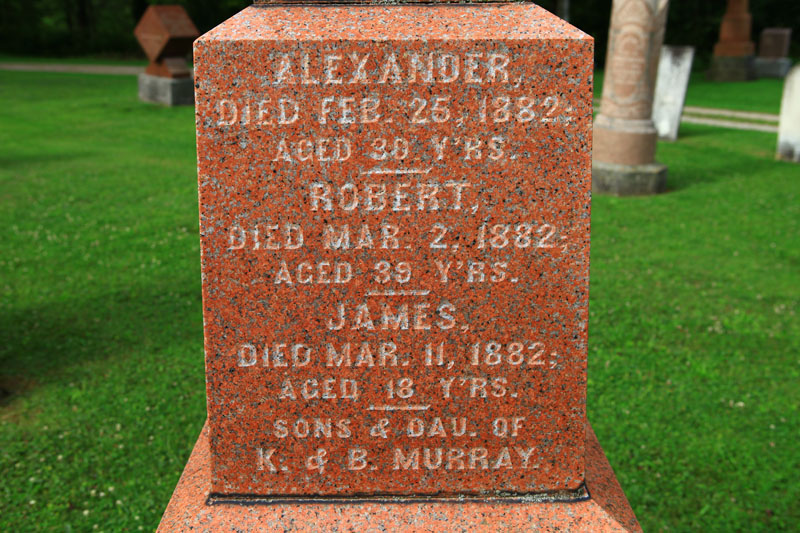 ALEXANDER,
DIED FEB. 25, 1882;
AGED 30 Y'RS.
ROBERT,
DIED MAR. 2, 1882;
AGED 39 Y'RS.
JAMES,
DIED MAR. 11, 1882;
AGED 18 Y'RS.
SONS & DAU. OF
K. & B. MURRAY.